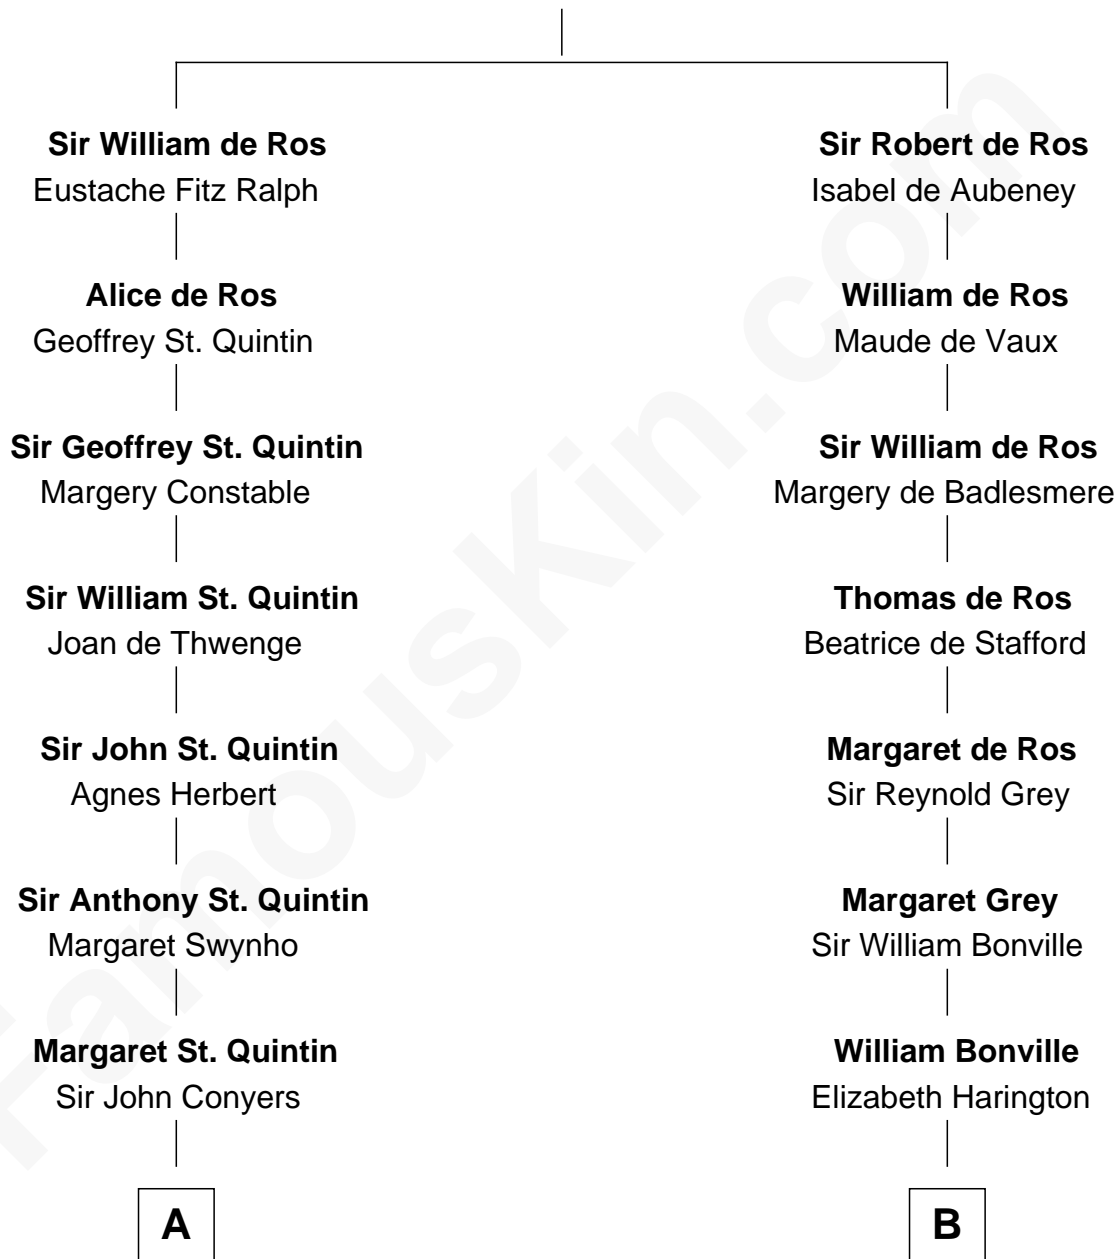 Sir William de Ros
Eustache Fitz Ralph
Alice de Ros
Geoffrey St. Quintin
Sir Geoffrey St. Quintin
Margery Constable
Sir William St. Quintin
Joan de Thwenge
Sir John St. Quintin
Agnes Herbert
Sir Anthony St. Quintin
Margaret Swynho
Margaret St. Quintin
Sir John Conyers
A
Sir Robert de Ros
Isabel de Aubeney
William de Ros
Maude de Vaux
Sir William de Ros
Margery de Badlesmere
Thomas de Ros
Beatrice de Stafford
Margaret de Ros
Sir Reynold Grey
Margaret Grey
Sir William Bonville
William Bonville
Elizabeth Harington
B
FamousKin.com